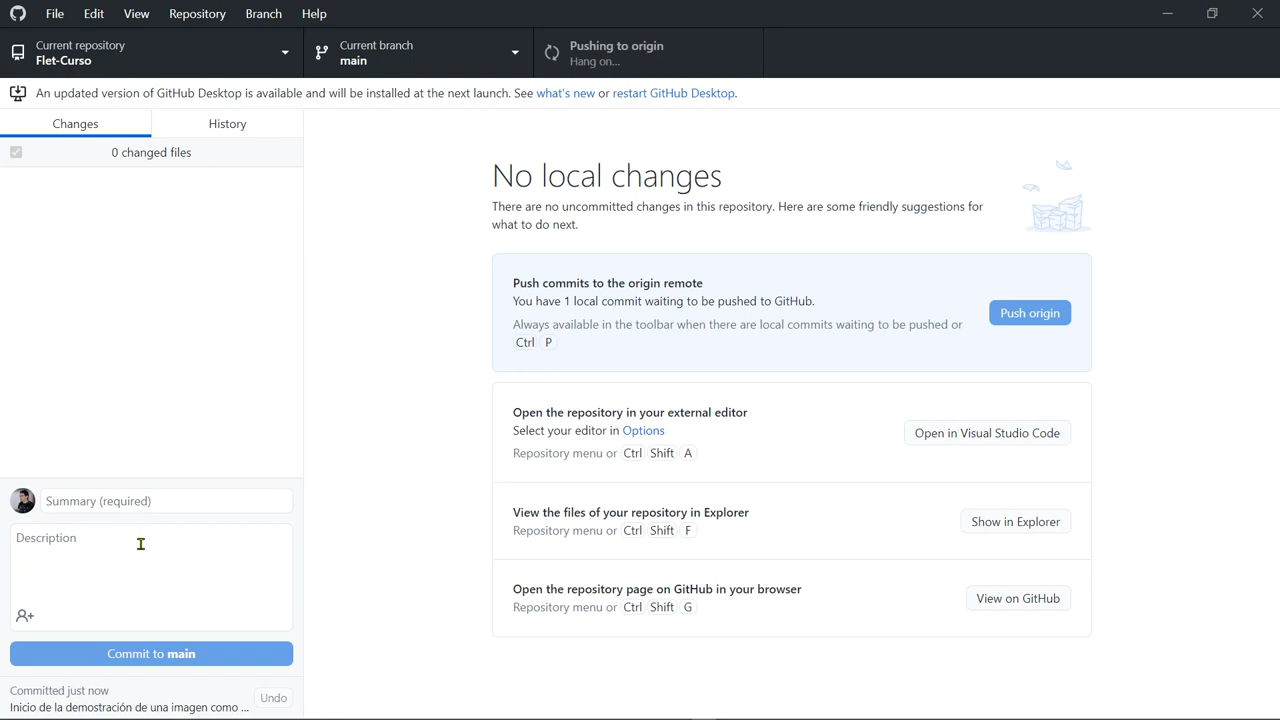 File Edit View Repository Branch Help
Current repository
Flet-Curso
Current branch
main
Pushing to origin
Hang on...
An updated version of GitHub Desktop is available and will be installed at the next launch. See what's new or restart GitHub Desktop.
Changes
History
0 changed files
No local changes
There are no uncommitted changes in this repository. Here are some friendly suggestions for
what to do next.
Push commits to the origin remote
You have 1 local commit waiting to be pushed to GitHub.
Always available in the toolbar when there are local commits waiting to be pushed or
Ctrl P
Push origin
Open the repository in your external editor
Select your editor in Options
Repository menu or Ctrl Shift A
Open in Visual Studio Code
View the files of your repository in Explorer
Repository menu or Ctrl Shift F
Show in Explorer
Open the repository page on GitHub in your browser
Repository menu or Ctrl Shift G
View on GitHub
Summary (required)
Description
Commit to main
Committed just now
Inicio de la demostración de una imagen como ...
Undo